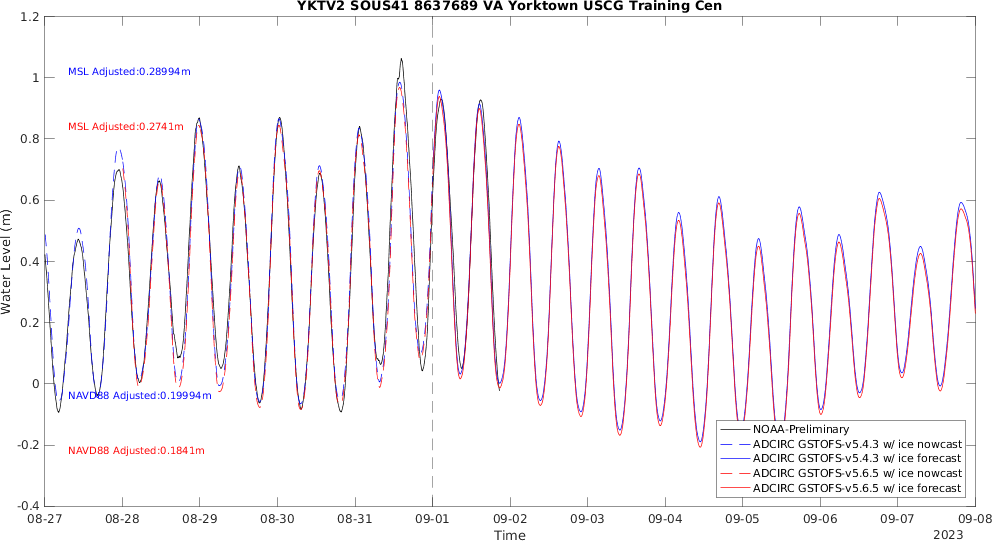 YKTV2 SOUS41 8637689 VA Yorktown USCG Training Cen
1.2
1
0.8
0.6
0.4
0.2
0
-0.2
-0.4
Water Level (m)
MSL Adjusted:0.28994m
MSL Adjusted:0.2741m
NAVD88 Adjusted:0.19994m
NAVD88 Adjusted:0.1841m
NOAA-Preliminary
ADCIRC GSTOFS-v5.4.3 w/ ice nowcast
ADCIRC GSTOFS-v5.4.3 w/ ice forecast
ADCIRC GSTOFS-v5.6.5 w/ ice nowcast
ADCIRC GSTOFS-v5.6.5 w/ ice forecast
08-27 08-28 08-29 08-30 08-31 09-01 09-02 09-03 09-04 09-05 09-06 09-07 09-08
Time
2023